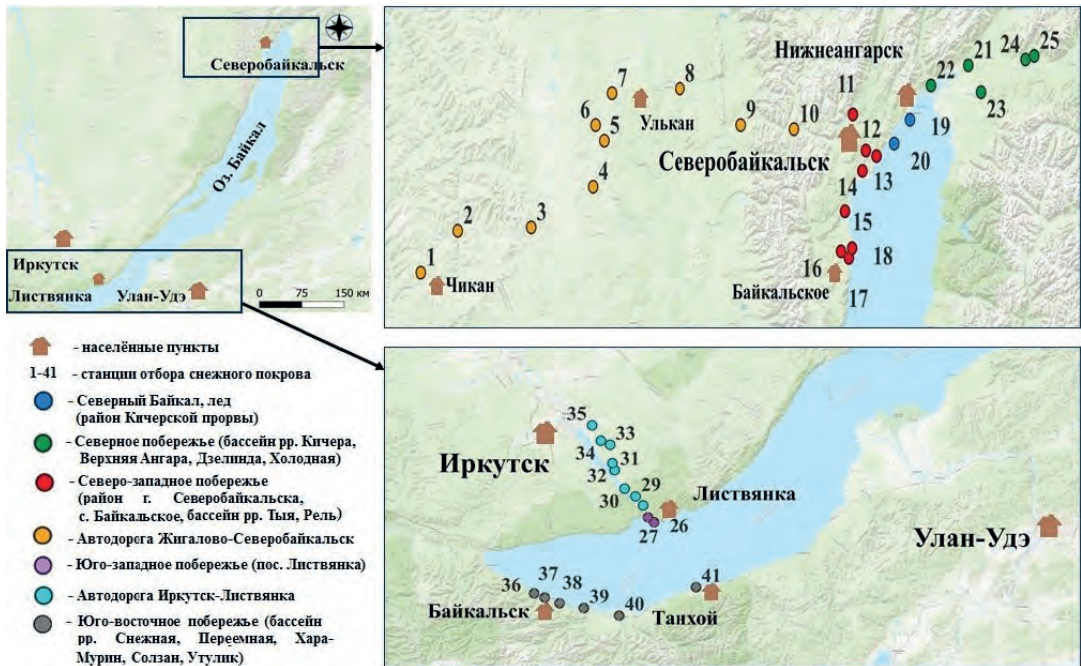 Северобайкальск
Оз. Байкал
Иркутск
Листвянка
Улан-Удэ
0 75 150 км
- населённые пункты
1-41 - станции отбора снежного покрова
- Северный Байкал, лед
(район Кичерской прорвы)
- Северное побережье (бассейн рр. Кичера,
Верхняя Ангара, Дзелинда, Холодная)
- Северо-западное побережье
(район г. Северобайкальска,
с. Байкальское, бассейн рр. Тыя, Рель)
- Автодорога Жигалово-Северобайкальск
- Юго-западное побережье (пос. Листвянка)
- Автодорога Иркутск-Листвянка
- Юго-восточное побережье (бассейн
рр. Снежная, Переемная, Хара-
Мурин, Солзан, Утулик)
Нижнеангарск
21
24
25
22
23
7
8
11
6
5
Улькан
9
10
12
19
Северобайкальск
20
13
4
14
2
3
15
1
Чикан
16
18
Байкальское
17
35
33
34
31
Иркутск
32
29
30
Листвянка
27
26
Улан-Удэ
36
37
38
41
Байкальск
39
40
Танхой